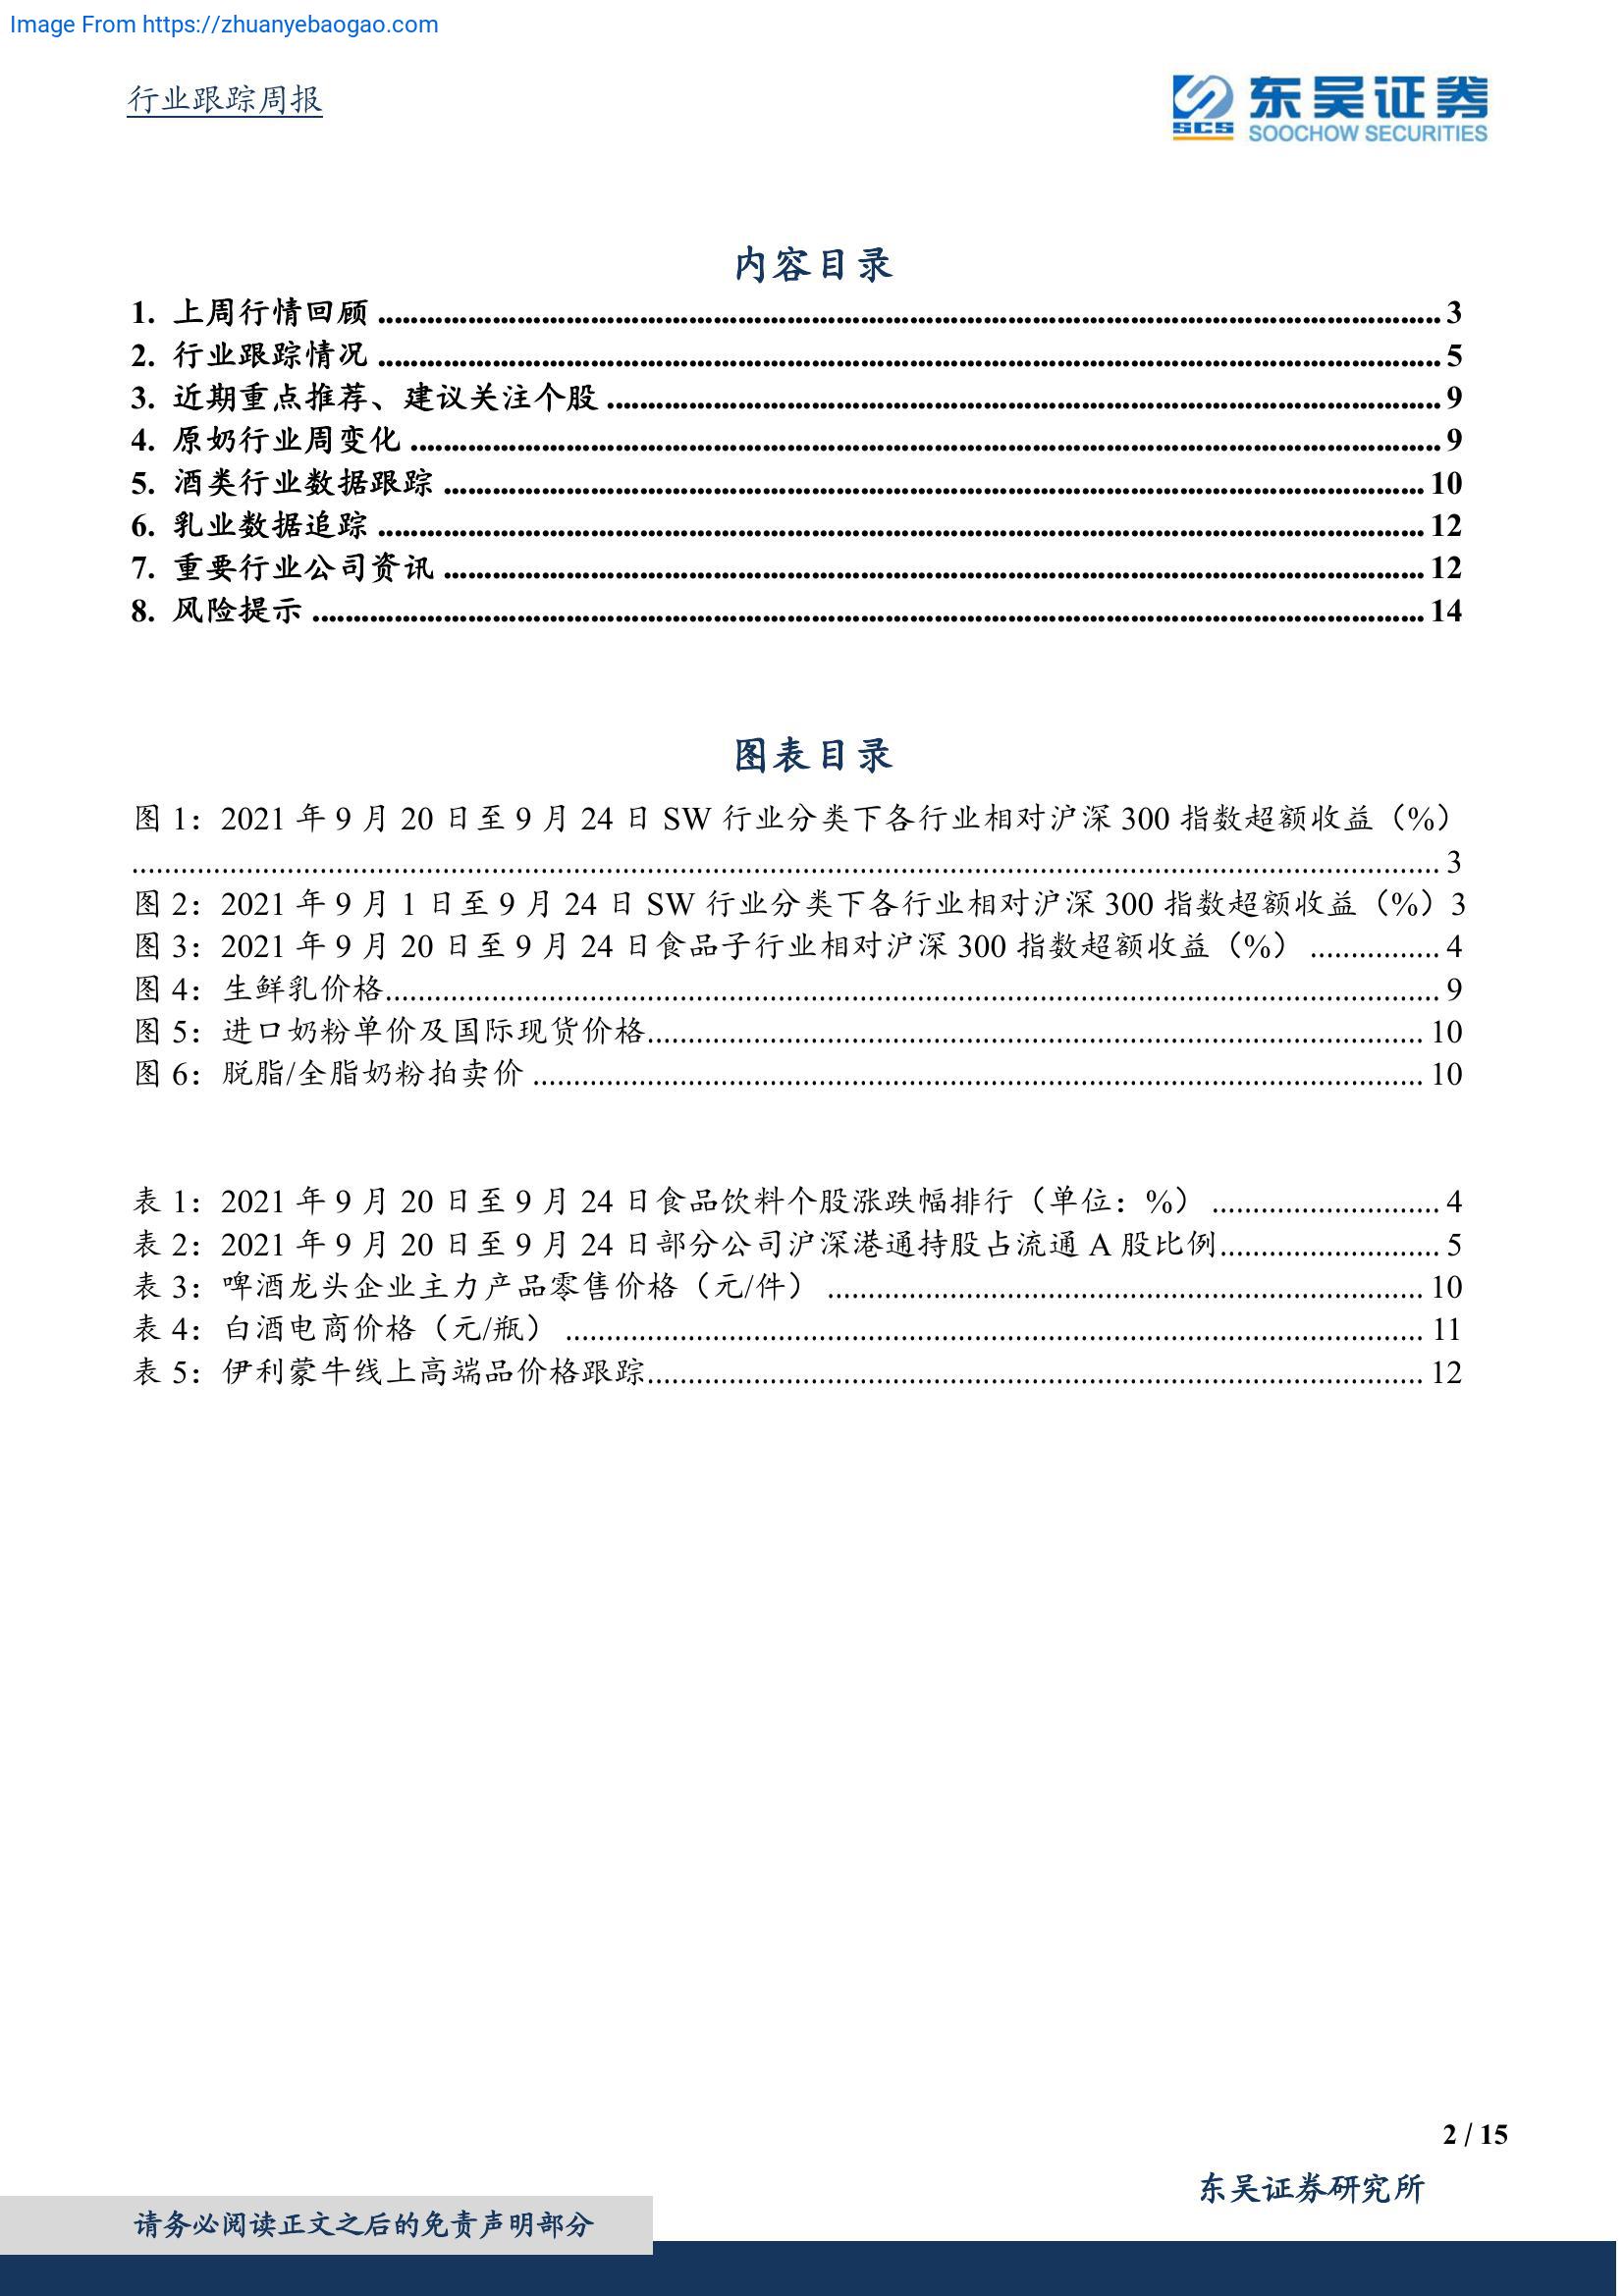 Image From https://zhuanyebaogao.com
行业跟踪周报
东吴证券
SCS
SOOCHOW SECURITIES
内容目录
1. 上周行情回顾 ........................................ 3
2. 行业跟踪情况 ........................................ 5
3. 近期重点推荐、建议关注个股 ........................................ 9
4. 原奶行业周变化 ........................................ 9
5. 酒类行业数据跟踪 ........................................ 10
6. 乳业数据追踪 ........................................ 12
7. 重要行业公司资讯 ........................................ 12
8. 风险提示 ........................................ 14
图表目录
图 1：2021 年 9 月 20 日至 9 月 24 日 SW 行业分类下各行业相对沪深 300 指数超额收益（%）
........................................ 3
图 2：2021 年 9 月 1 日至 9 月 24 日 SW 行业分类下各行业相对沪深 300 指数超额收益（%）3
图 3：2021 年 9 月 20 日至 9 月 24 日食品子行业相对沪深 300 指数超额收益（%） ................ 4
图 4：生鲜乳价格........................................ 9
图 5：进口奶粉单价及国际现货价格........................................ 10
图 6：脱脂/全脂奶粉拍卖价 ........................................ 10
表 1：2021 年 9 月 20 日至 9 月 24 日食品饮料个股涨跌幅排行（单位：%） ............................ 4
表 2：2021 年 9 月 20 日至 9 月 24 日部分公司沪深港通持股占流通 A 股比例........................... 5
表 3：啤酒龙头企业主力产品零售价格（元/件） ........................................ 10
表 4：白酒电商价格（元/瓶） ........................................ 11
表 5：伊利蒙牛线上高端品价格跟踪........................................ 12
2 / 15
东吴证券研究所
请务必阅读正文之后的免责声明部分